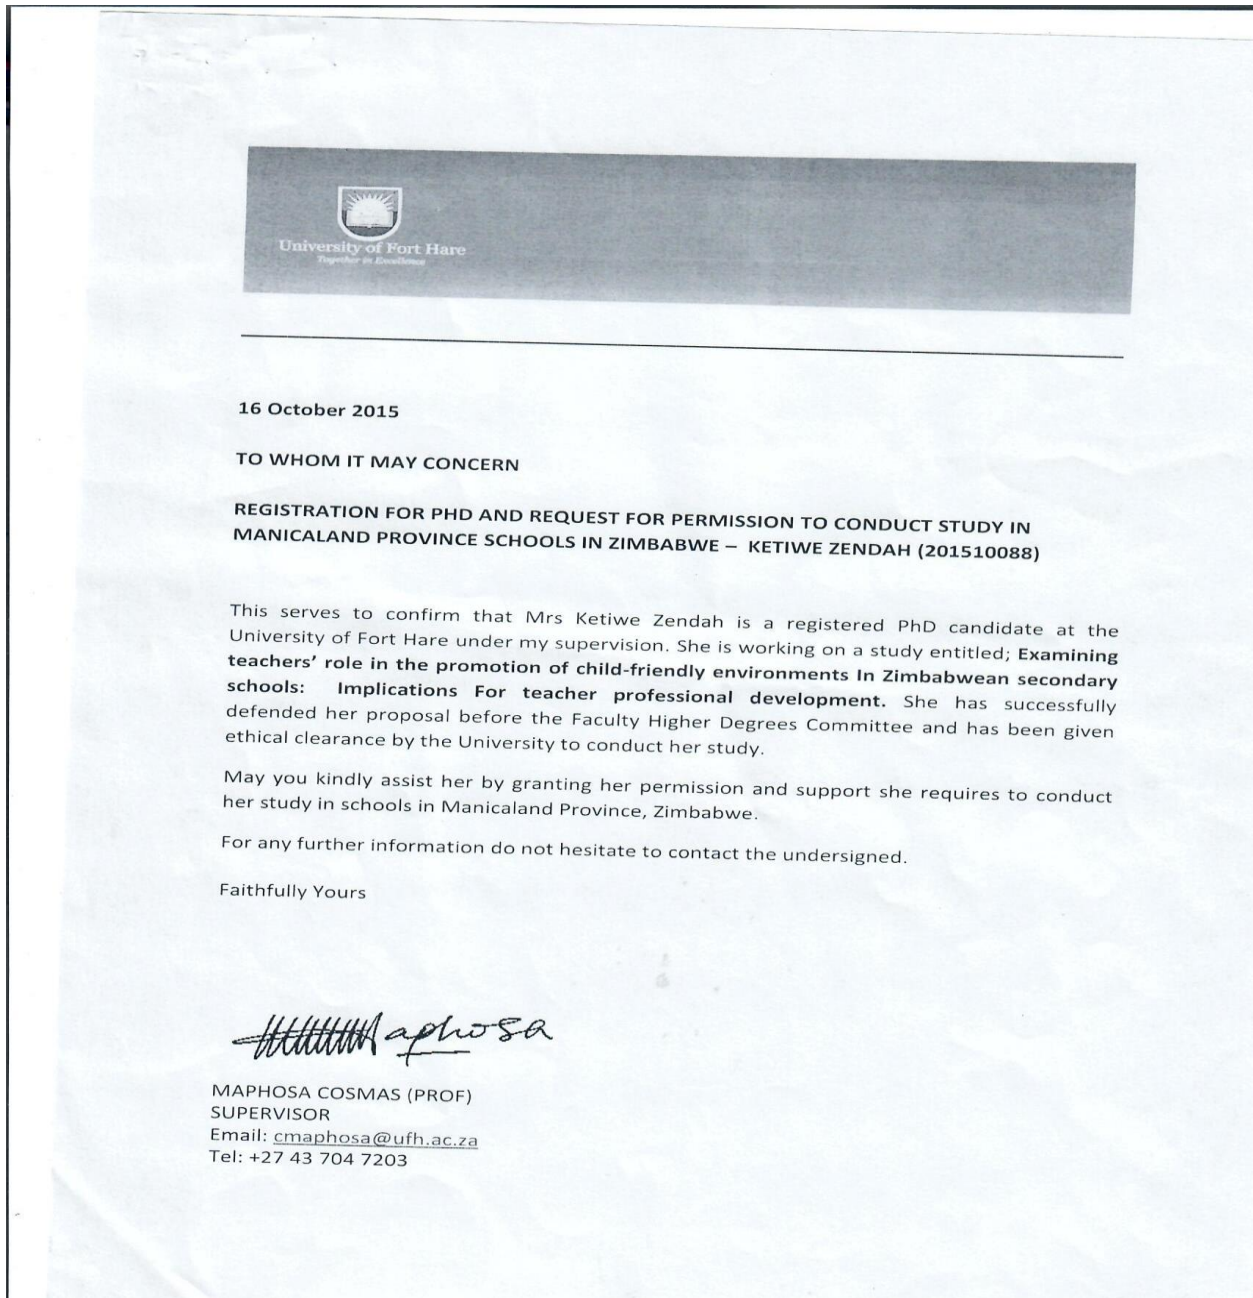 University of Fort Hare
Together in Excellence
16 October 2015
TO WHOM IT MAY CONCERN
REGISTRATION FOR PHD AND REQUEST FOR PERMISSION TO CONDUCT STUDY IN
MANICALAND PROVINCE SCHOOLS IN ZIMBABWE – KETIWE ZENDAH (201510088)
This serves to confirm that Mrs Ketiwe Zendah is a registered PhD candidate at the
University of Fort Hare under my supervision. She is working on a study entitled; Examining
teachers' role in the promotion of child-friendly environments In Zimbabwean secondary
schools: Implications For teacher professional development. She has successfully
defended her proposal before the Faculty Higher Degrees Committee and has been given
ethical clearance by the University to conduct her study.
May you kindly assist her by granting her permission and support she requires to conduct
her study in schools in Manicaland Province, Zimbabwe.
For any further information do not hesitate to contact the undersigned.
Faithfully Yours
Maphosa
MAPHOSA COSMAS (PROF)
SUPERVISOR
Email: cmaphosa@ufh.ac.za
Tel: +27 43 704 7203